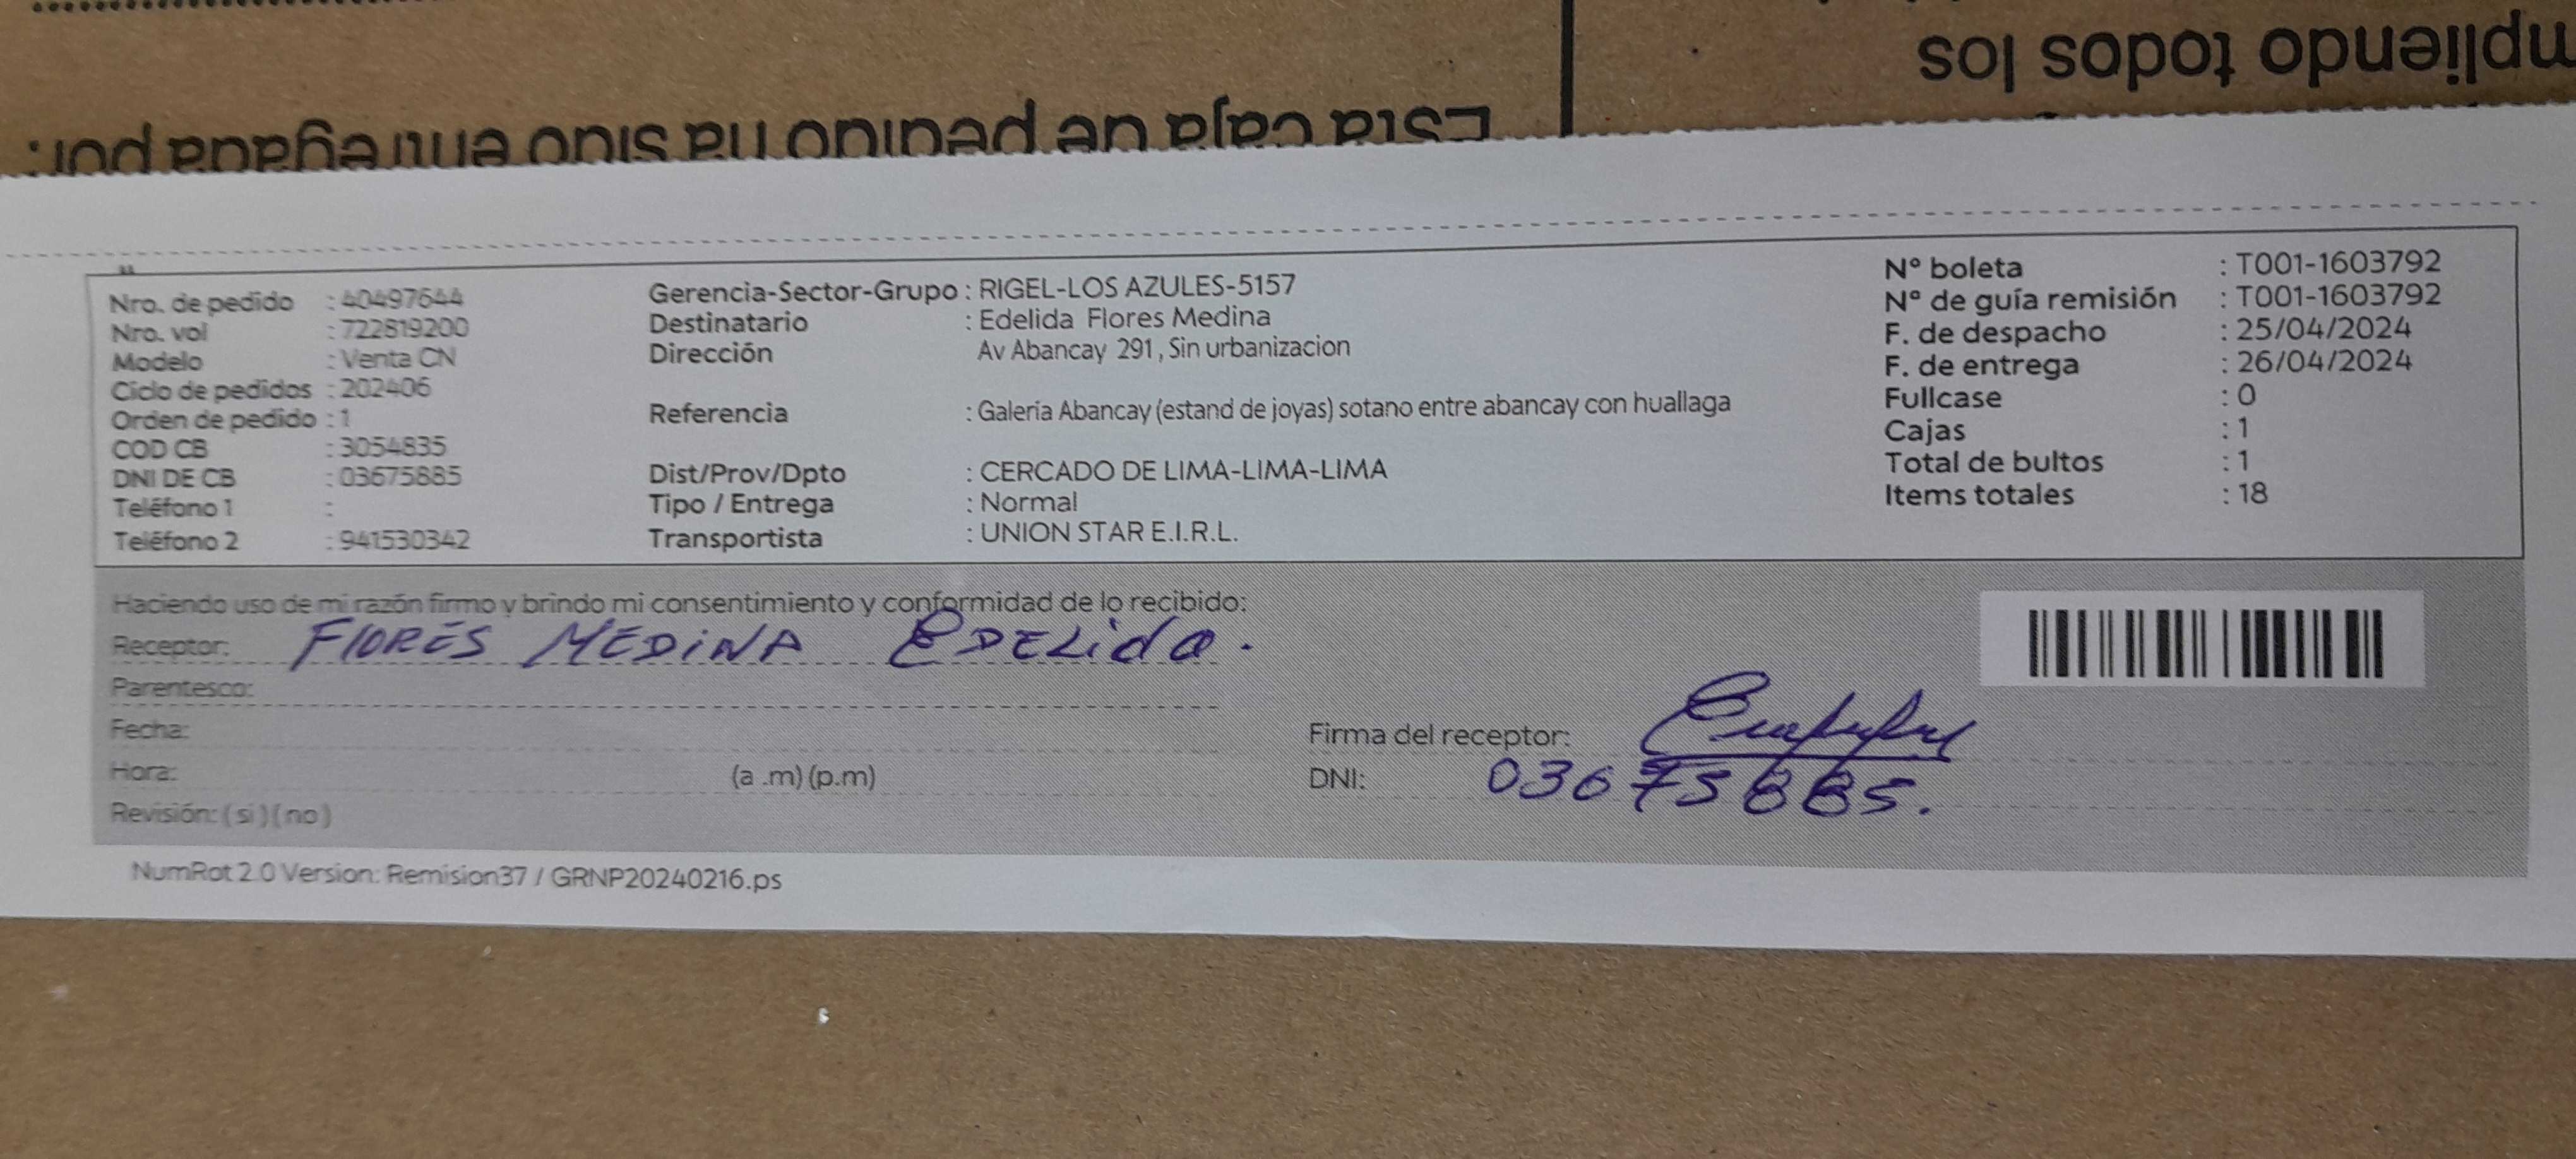 mpliendo todos los
Esta caja de pedido ha sido entregada por:
Nro. de pedido : 40497644
Nro. vol : 722819200
Modelo : Venta CN
Ciclo de pedidos : 202406
Orden de pedido : 1
COD CB : 3054835
DNI DE CB : 03675885
Teléfono 1 :
Teléfono 2 : 941530342
Gerencia-Sector-Grupo : RIGEL-LOS AZULES-5157
Destinatario : Edelida Flores Medina
Dirección Av Abancay 291, Sin urbanizacion
Referencia : Galería Abancay (estand de joyas) sotano entre abancay con huallaga
Dist/Prov/Dpto : CERCADO DE LIMA-LIMA-LIMA
Tipo / Entrega : Normal
Transportista : UNION STAR E.I.R.L.
Nº boleta : T001-1603792
Nº de guía remisión : T001-1603792
F. de despacho : 25/04/2024
F. de entrega : 26/04/2024
Fullcase : 0
Cajas : 1
Total de bultos : 1
Items totales : 18
Haciendo uso de mi razón firmo y brindo mi consentimiento y conformidad de lo recibido:
Receptor: FLORES MEDINA EDELida.
Parentesco:
Fecha:
Hora: (a .m) (p.m)
Revisión: ( si ) ( no )
Firma del receptor:
DNI: 03675885.
NumRot 2.0 Version: Remision37 / GRNP20240216.ps